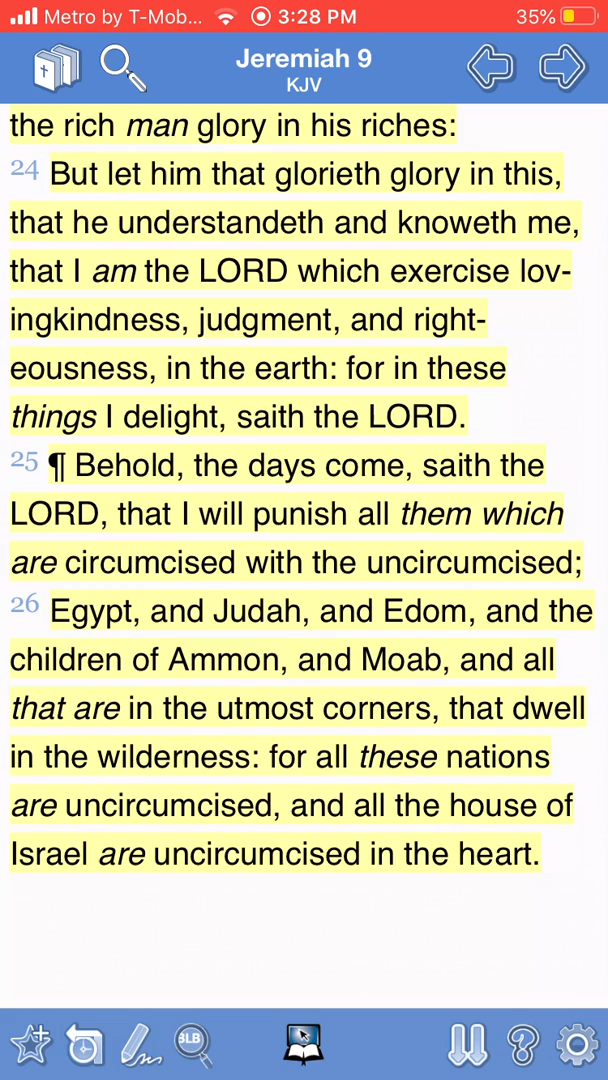 Metro by T-Mob... 3:28 PM 35%
Jeremiah 9
KJV
the rich man glory in his riches:
24 But let him that glorieth glory in this,
that he understandeth and knoweth me,
that I am the LORD which exercise lov-
ingkindness, judgment, and right-
eousness, in the earth: for in these
things I delight, saith the LORD.
25 ¶ Behold, the days come, saith the
LORD, that I will punish all them which
are circumcised with the uncircumcised;
26 Egypt, and Judah, and Edom, and the
children of Ammon, and Moab, and all
that are in the utmost corners, that dwell
in the wilderness: for all these nations
are uncircumcised, and all the house of
Israel are uncircumcised in the heart.
BLB